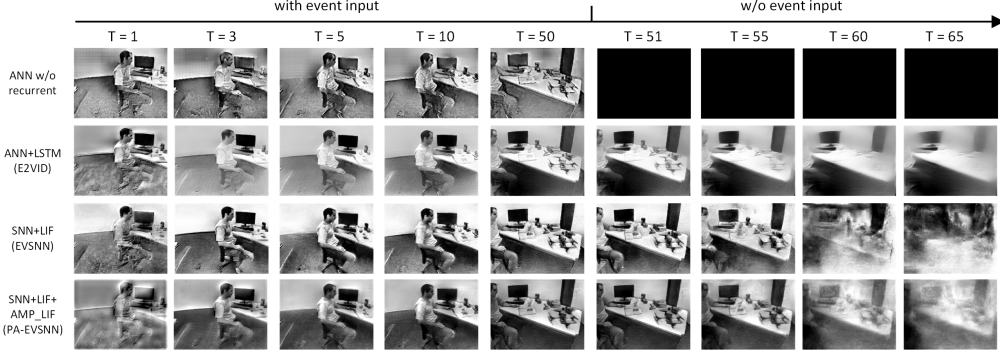 with event input
w/o event input
T = 1
T = 3
T = 5
T = 10
T = 50
T = 51
T = 55
T = 60
T = 65
ANN w/o
recurrent
ANN+LSTM
(E2VID)
SNN+LIF
(EVSNN)
SNN+LIF+
AMP_LIF
(PA-EVSNN)